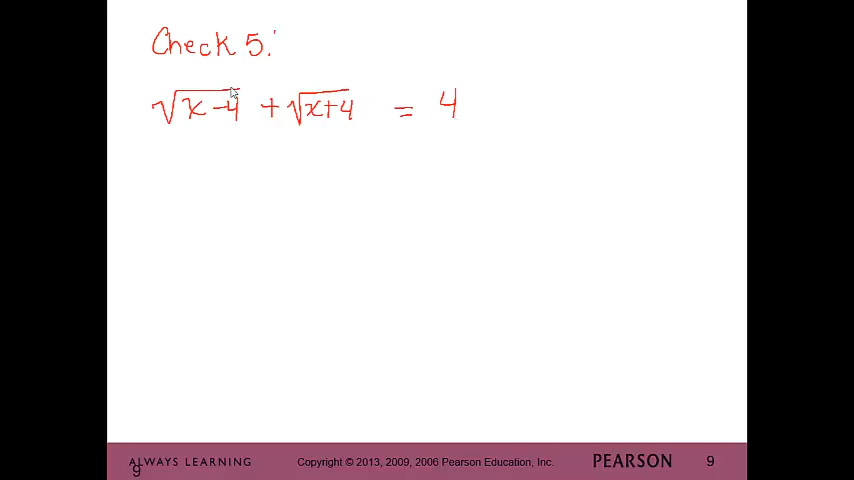 Check 5:
√(x-4) + √(x+4) = 4
ALWAYS LEARNING
9
Copyright © 2013, 2009, 2006 Pearson Education, Inc.
PEARSON
9